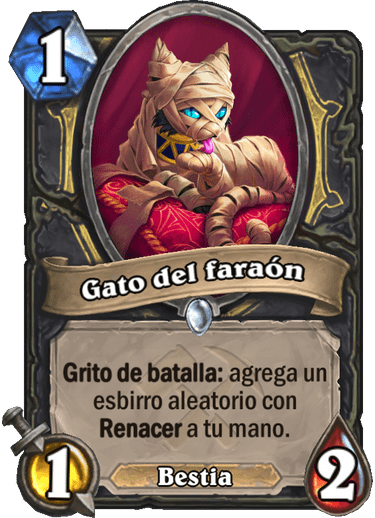 1
Gato del faraón
Grito de batalla: agrega un
esbirro aleatorio con
Renacer a tu mano.
1
Bestia
2